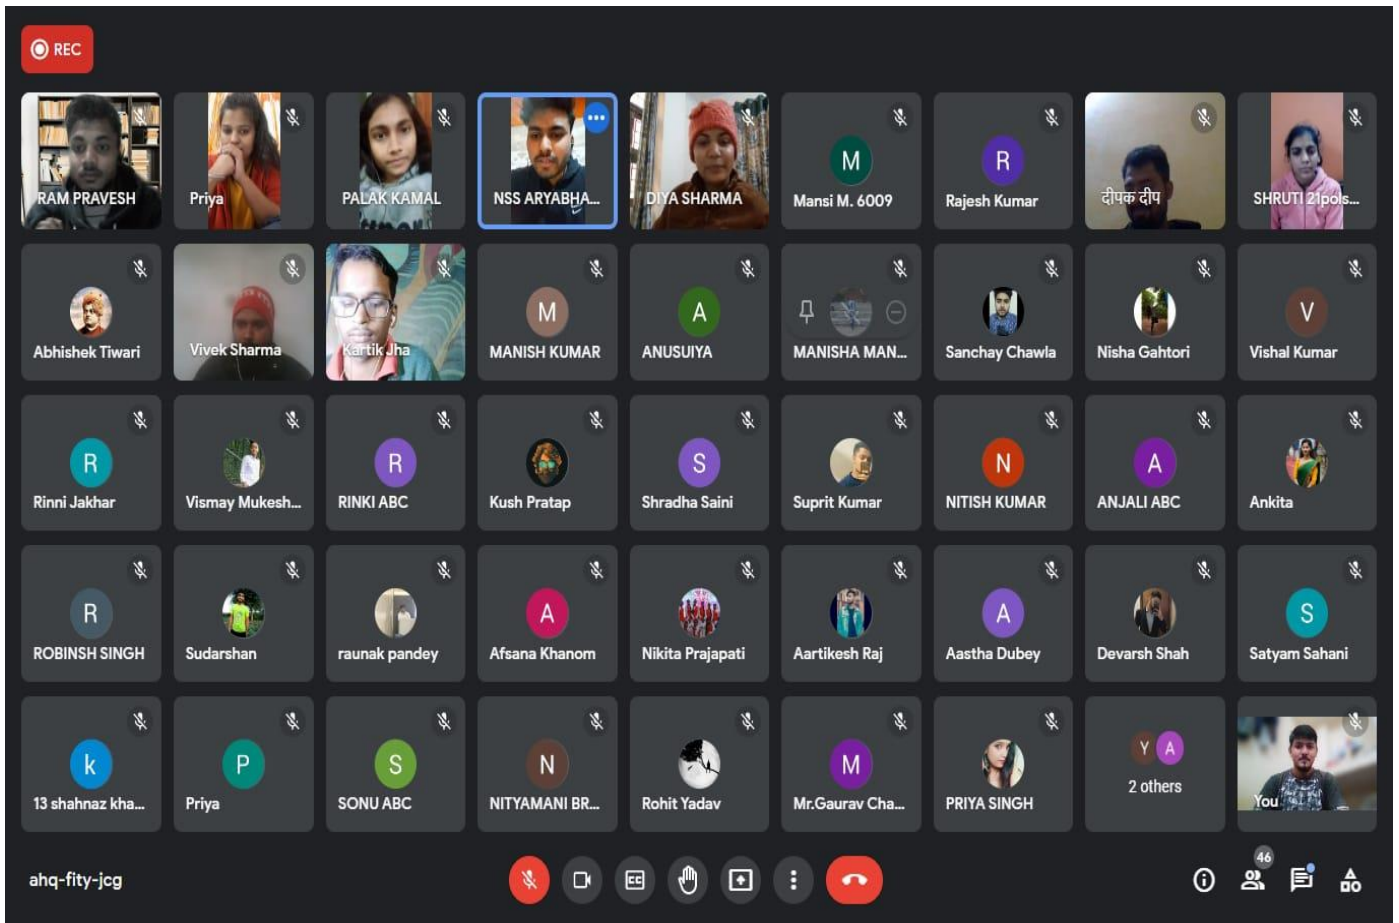 REC
RAM PRAVESH
Priya
PALAK KAMAL
NSS ARYABHA...
DIYA SHARMA
M
Mansi M. 6009
R
Rajesh Kumar
दीपक दीप
SHRUTI 21pols...
Abhishek Tiwari
Vivek Sharma
Kartik Jha
M
MANISH KUMAR
A
ANUSUIYA
MANISHA MAN...
Sanchay Chawla
Nisha Gahtori
V
Vishal Kumar
R
Rinni Jakhar
Vismay Mukesh...
R
RINKI ABC
Kush Pratap
S
Shradha Saini
Suprit Kumar
N
NITISH KUMAR
A
ANJALI ABC
Ankita
R
ROBINSH SINGH
Sudarshan
raunak pandey
A
Afsana Khanom
Nikita Prajapati
Aartikesh Raj
A
Aastha Dubey
Devarsh Shah
S
Satyam Sahani
k
13 shahnaz kha...
P
Priya
S
SONU ABC
N
NITYAMANI BR...
Rohit Yadav
M
Mr.Gaurav Cha...
PRIYA SINGH
Y A
2 others
You
ahq-fity-jcg
CC
46